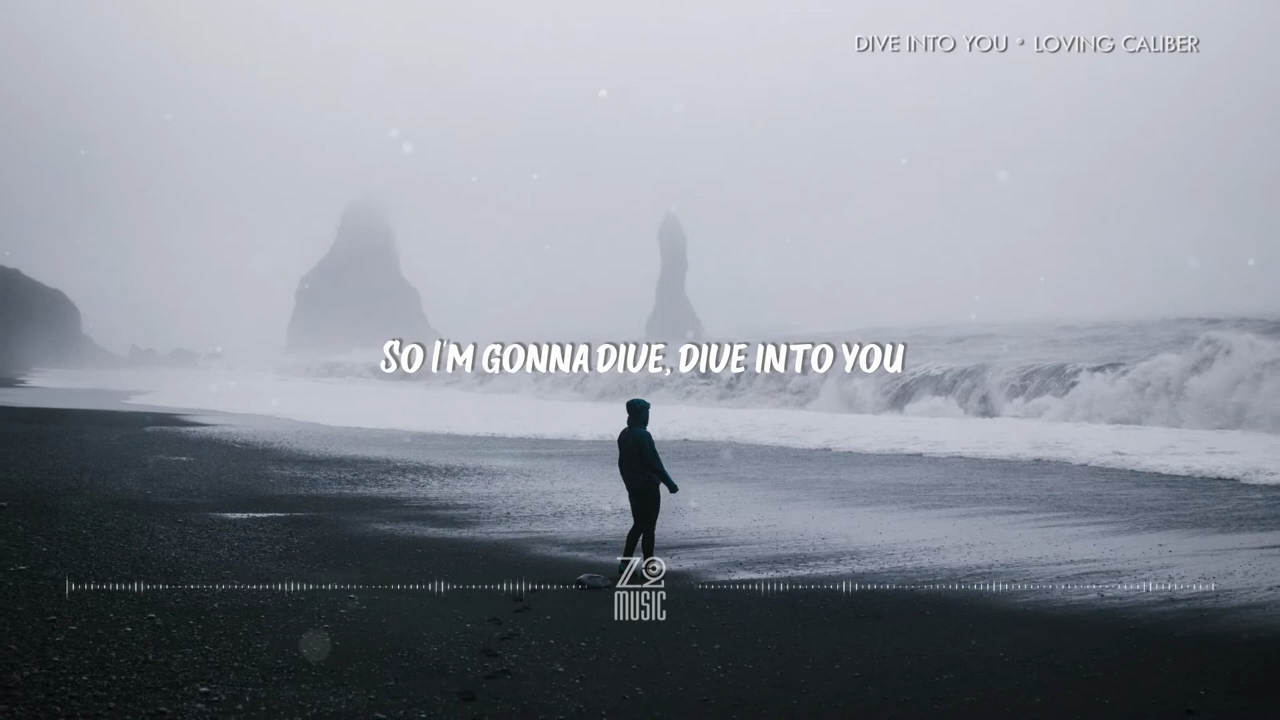 DIVE INTO YOU • LOVING CALIBER
SO I'M GONNA DIVE, DIVE INTO YOU
Z2
MUSIC